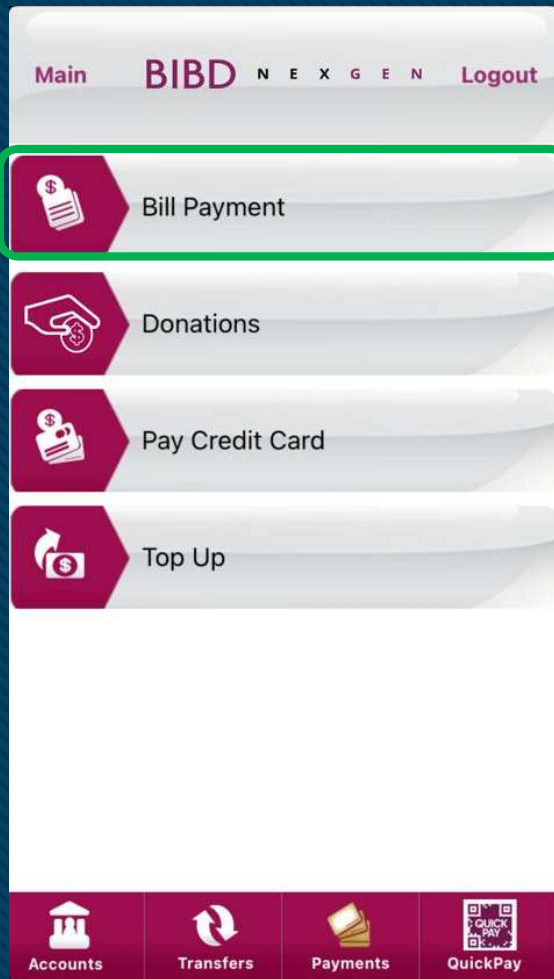 Main BIBD NEXGEN Logout
Bill Payment
Donations
Pay Credit Card
Top Up
QUICK
PAY
Accounts Transfers Payments QuickPay